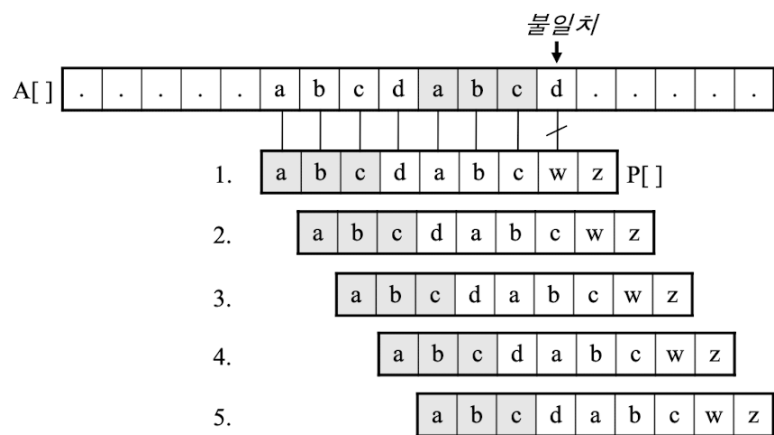 불일치
A[ ] . . . . . a b c d a b c d . . . . .
1. a b c d a b c w z P[ ]
2. a b c d a b c w z
3. a b c d a b c w z
4. a b c d a b c w z
5. a b c d a b c w z